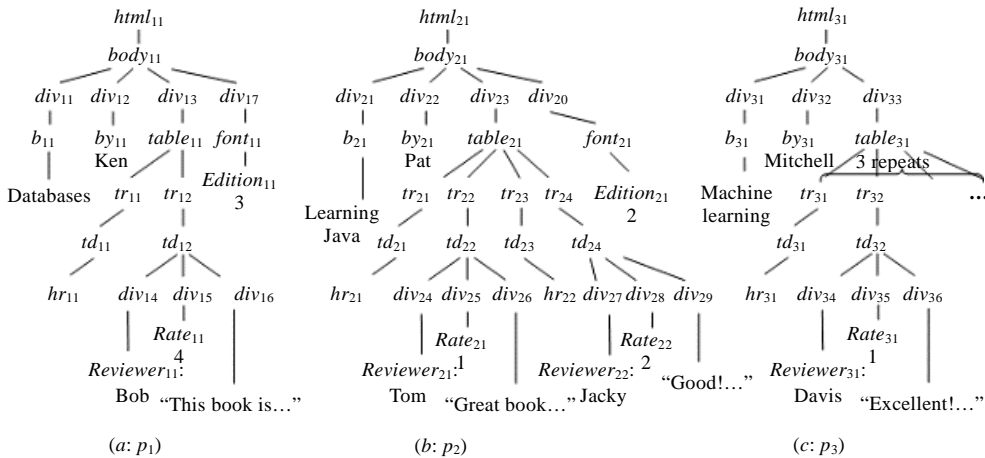 html11 html21 html31
body11 body21 body31
div11 div12 div13 div17 div21 div22 div23 div20 div31 div32 div33
b11 by11 table11 font11 b21 by21 table21 font21 b31 by31 table31
Ken Pat Mitchell 3 repeats
Databases tr11 tr12 Edition11 tr21 tr22 tr23 tr24 Edition21 Machine tr31 tr32 ...
3 Learning 2 learning
Java
td11 td12 td21 td22 td23 td24 td31 td32
hr11 div14 div15 div16 hr21 div24 div25 div26 hr22 div27 div28 div29 hr31 div34 div35 div36
Rate11 Rate21 Rate22 Rate31
4 1 2 1
Reviewer11: Reviewer21: Reviewer22: “Good!…” Reviewer31:
Bob “This book is…” Tom “Great book…” Jacky Davis “Excellent!…”
(a: p1) (b: p2) (c: p3)